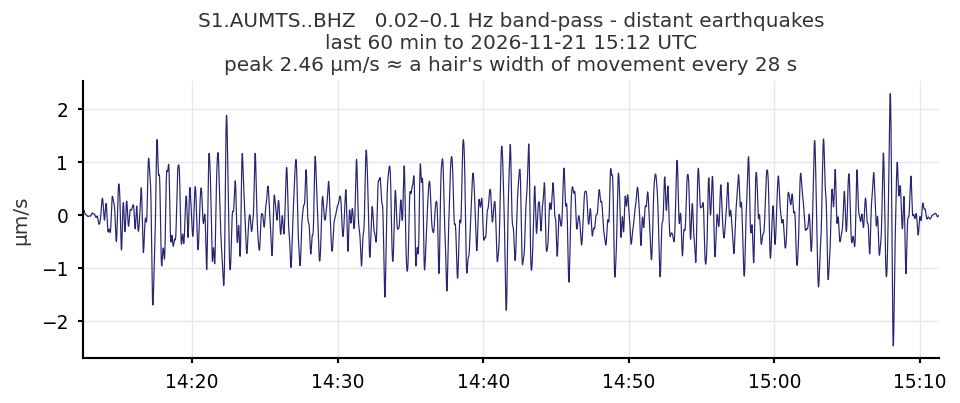 S1.AUMTS..BHZ   0.02–0.1 Hz band-pass - distant earthquakes
last 60 min to 2026-11-21 15:12 UTC
peak 2.46 µm/s ≈ a hair's width of movement every 28 s
µm/s
2
1
0
−1
−2
14:20
14:30
14:40
14:50
15:00
15:10